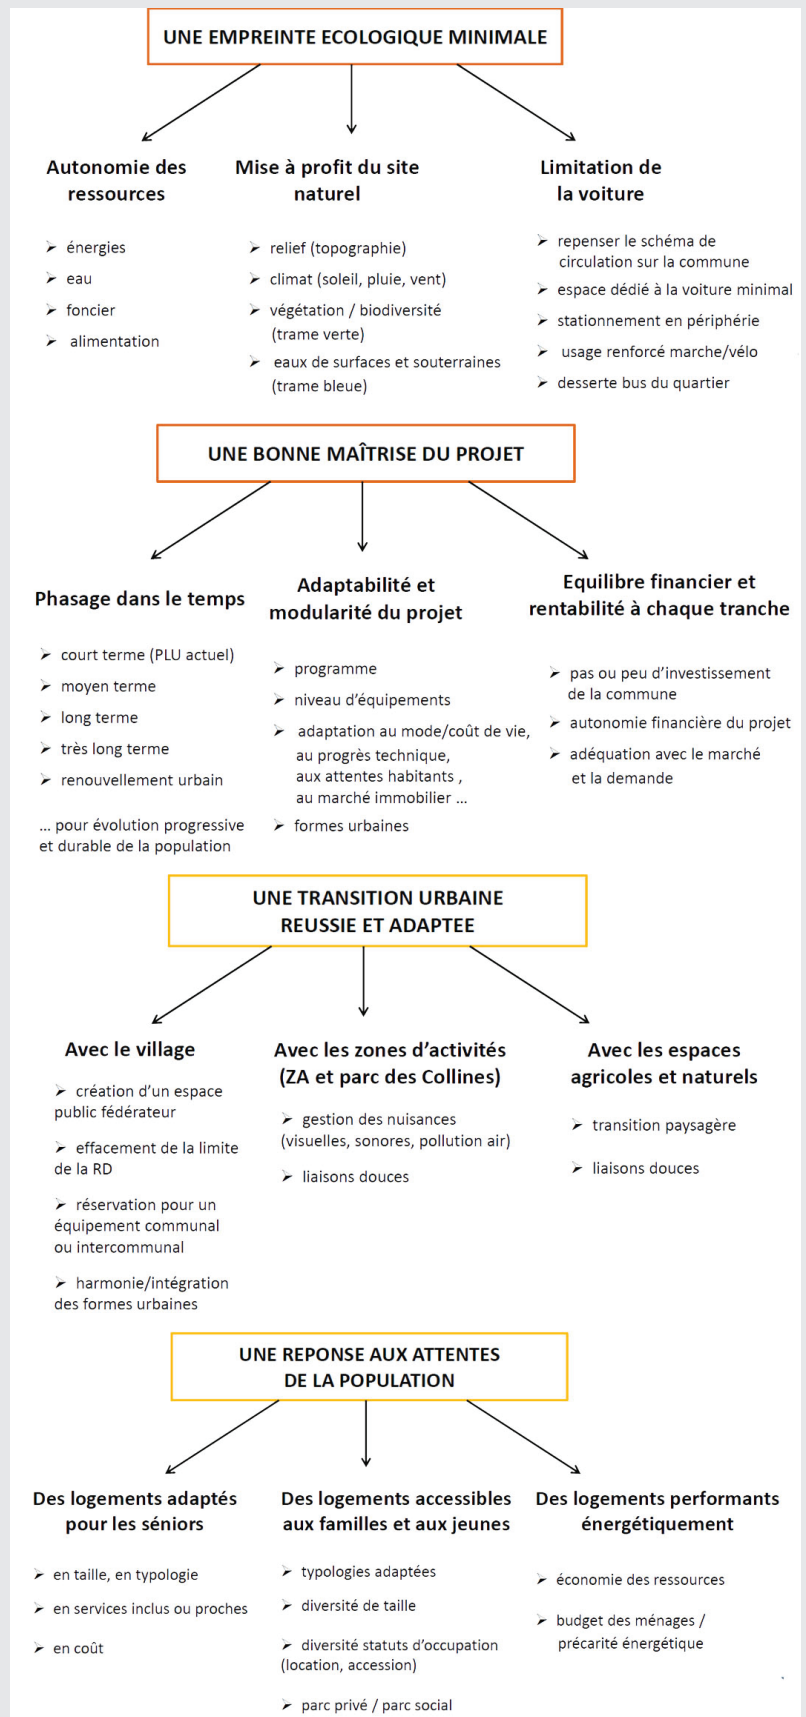 UNE EMPREINTE ECOLOGIQUE MINIMALE
Autonomie des
ressources
➢ énergies
➢ eau
➢ foncier
➢ alimentation
Mise à profit du site
naturel
➢ relief (topographie)
➢ climat (soleil, pluie, vent)
➢ végétation / biodiversité
(trame verte)
➢ eaux de surfaces et souterraines
(trame bleue)
Limitation de
la voiture
➢ repenser le schéma de
circulation sur la commune
➢ espace dédié à la voiture minimal
➢ stationnement en périphérie
➢ usage renforcé marche/vélo
➢ desserte bus du quartier
UNE BONNE MAÎTRISE DU PROJET
Phasage dans le temps
➢ court terme (PLU actuel)
➢ moyen terme
➢ long terme
➢ très long terme
➢ renouvellement urbain
... pour évolution progressive
et durable de la population
Adaptabilité et
modularité du projet
➢ programme
➢ niveau d’équipements
➢ adaptation au mode/coût de vie,
au progrès technique,
aux attentes habitants ,
au marché immobilier ...
➢ formes urbaines
Equilibre financier et
rentabilité à chaque tranche
➢ pas ou peu d’investissement
de la commune
➢ autonomie financière du projet
➢ adéquation avec le marché
et la demande
UNE TRANSITION URBAINE
REUSSIE ET ADAPTEE
Avec le village
➢ création d’un espace
public fédérateur
➢ effacement de la limite
de la RD
➢ réservation pour un
équipement communal
ou intercommunal
➢ harmonie/intégration
des formes urbaines
Avec les zones d’activités
(ZA et parc des Collines)
➢ gestion des nuisances
(visuelles, sonores, pollution air)
➢ liaisons douces
Avec les espaces
agricoles et naturels
➢ transition paysagère
➢ liaisons douces
UNE REPONSE AUX ATTENTES
DE LA POPULATION
Des logements adaptés
pour les séniors
➢ en taille, en typologie
➢ en services inclus ou proches
➢ en coût
Des logements accessibles
aux familles et aux jeunes
➢ typologies adaptées
➢ diversité de taille
➢ diversité statuts d’occupation
(location, accession)
➢ parc privé / parc social
Des logements performants
énergétiquement
➢ économie des ressources
➢ budget des ménages /
précarité énergétique